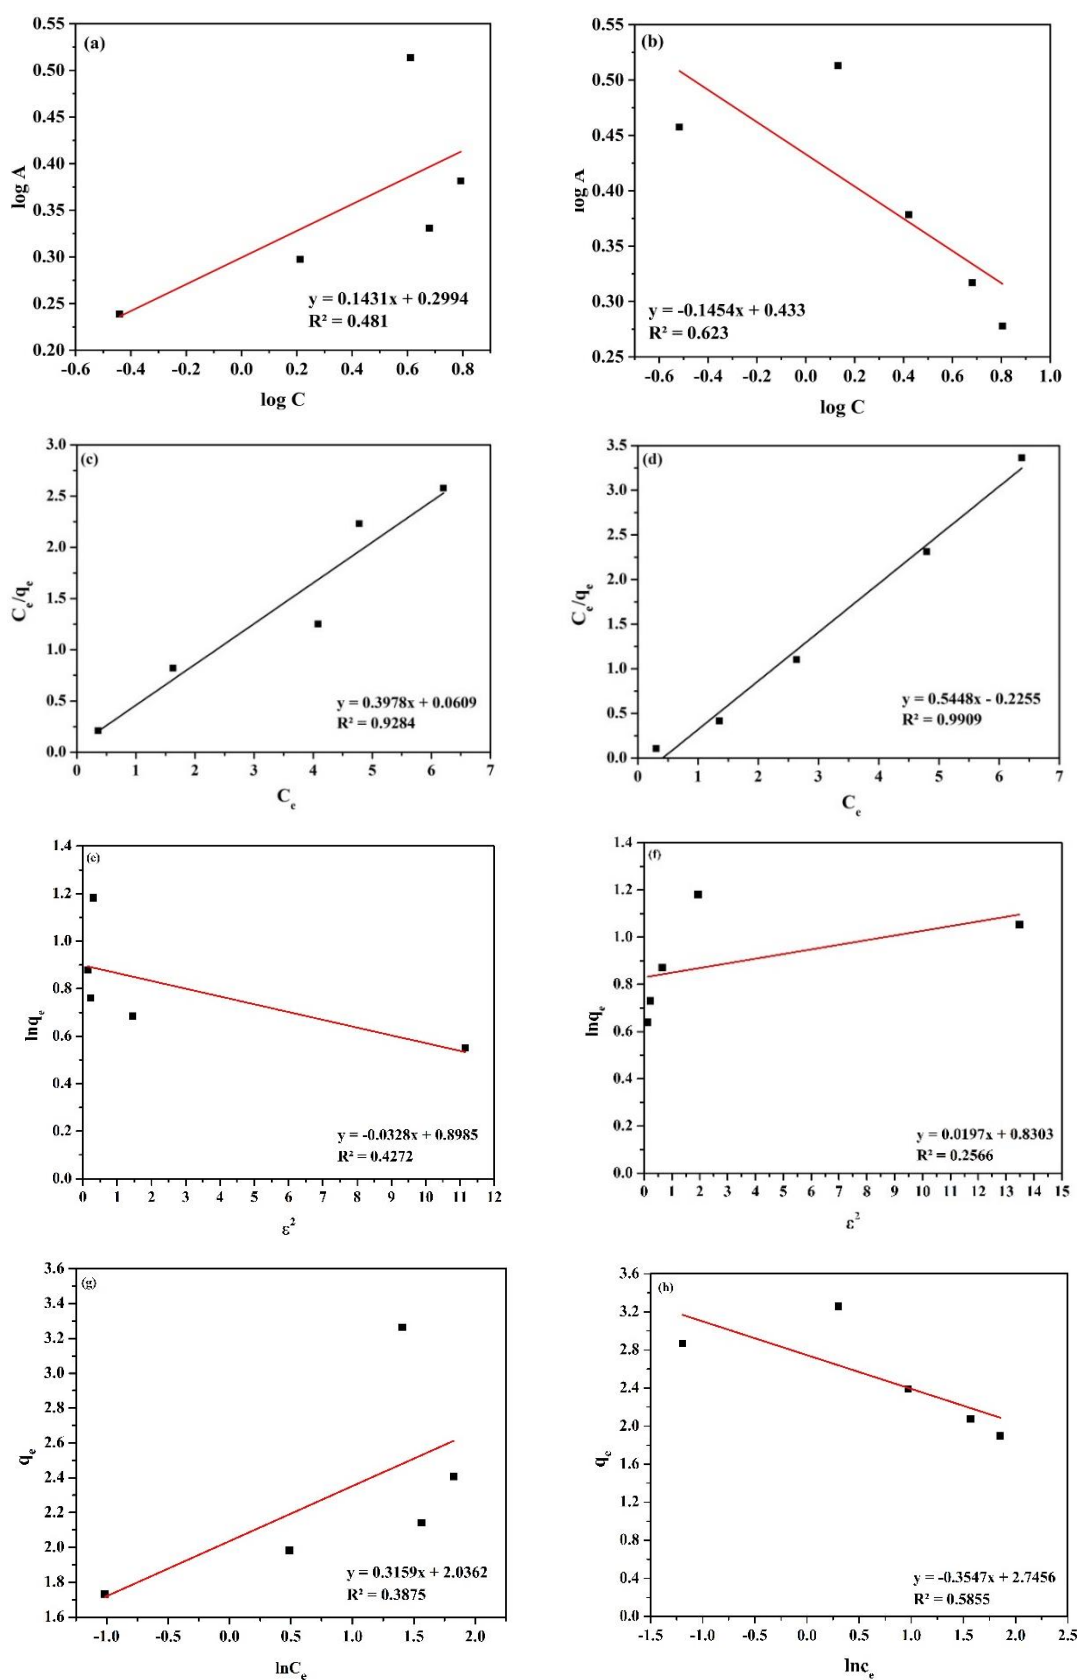 (a)
0.55
0.50
0.45
0.40
0.35
0.30
0.25
0.20
log A
y = 0.1431x + 0.2994
R² = 0.481
-0.6 -0.4 -0.2 0.0 0.2 0.4 0.6 0.8
log C
(b)
0.55
0.50
0.45
0.40
0.35
0.30
0.25
log A
y = -0.1454x + 0.433
R² = 0.623
-0.6 -0.4 -0.2 0.0 0.2 0.4 0.6 0.8 1.0
log C
(c)
3.0
2.5
2.0
1.5
1.0
0.5
0.0
Cₑ/qₑ
y = 0.3978x + 0.0609
R² = 0.9284
0 1 2 3 4 5 6 7
Cₑ
(d)
3.5
3.0
2.5
2.0
1.5
1.0
0.5
0.0
Cₑ/qₑ
y = 0.5448x - 0.2255
R² = 0.9909
0 1 2 3 4 5 6 7
Cₑ
(e)
1.4
1.2
1.0
0.8
0.6
0.4
0.2
0.0
lnqₑ
y = -0.0328x + 0.8985
R² = 0.4272
0 1 2 3 4 5 6 7 8 9 10 11 12
ε²
(f)
1.4
1.2
1.0
0.8
0.6
0.4
0.2
0.0
lnqₑ
y = 0.0197x + 0.8303
R² = 0.2566
0 1 2 3 4 5 6 7 8 9 10 11 12 13 14 15
ε²
(g)
3.6
3.4
3.2
3.0
2.8
2.6
2.4
2.2
2.0
1.8
1.6
qₑ
y = 0.3159x + 2.0362
R² = 0.3875
-1.0 -0.5 0.0 0.5 1.0 1.5 2.0
lnCₑ
(h)
3.6
3.2
2.8
2.4
2.0
1.6
1.2
0.8
0.4
0.0
qₑ
y = -0.3547x + 2.7456
R² = 0.5855
-1.5 -1.0 -0.5 0.0 0.5 1.0 1.5 2.0 2.5
lncₑ